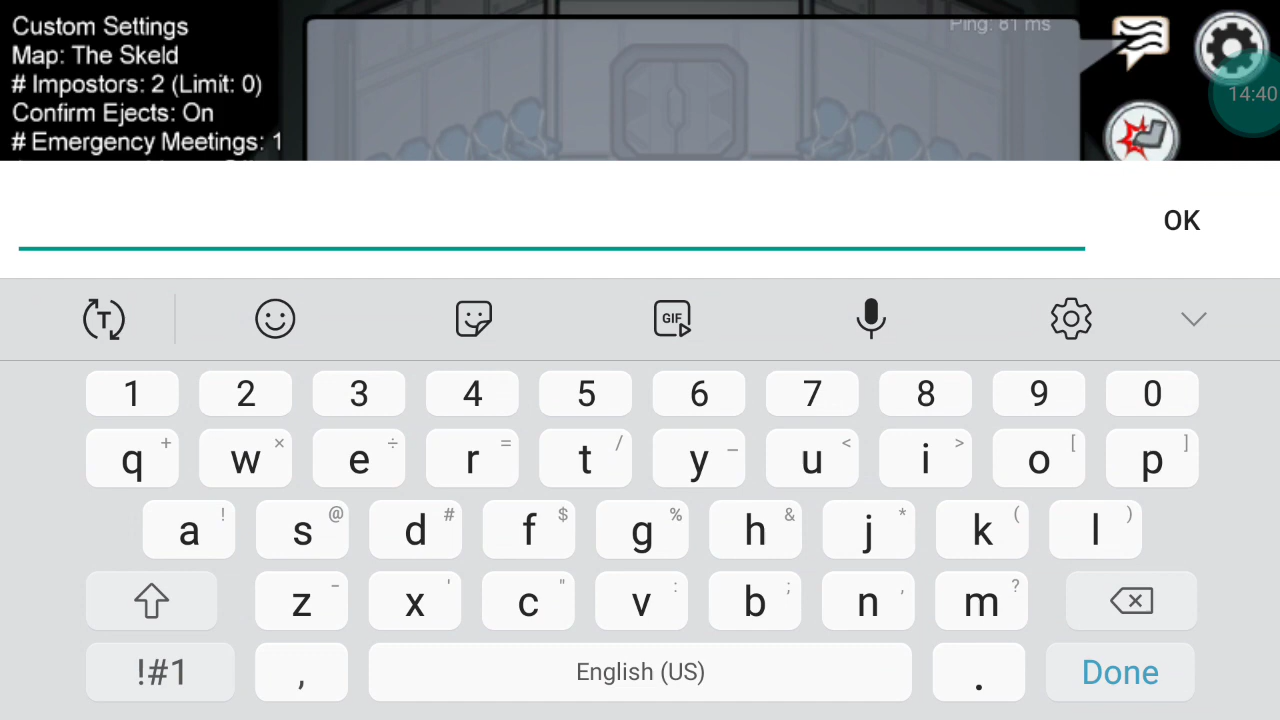 Custom Settings
Map: The Skeld
# Impostors: 2 (Limit: 0)
Confirm Ejects: On
# Emergency Meetings: 1
Ping: 81 ms
14:40
OK
T
GIF
1 2 3 4 5 6 7 8 9 0
q + w × e ÷ r = t / y _ u < i > o [ p ]
a ! s @ d # f $ g % h & j * k ( l )
z - x ' c " v : b ; n , m ?
!#1 , English (US) . Done